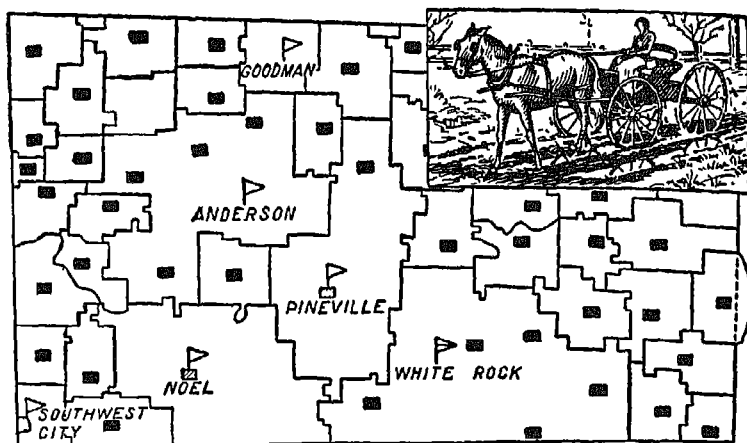 GOODMAN
ANDERSON
PINEVILLE
WHITE ROCK
NOEL
SOUTHWEST
CITY